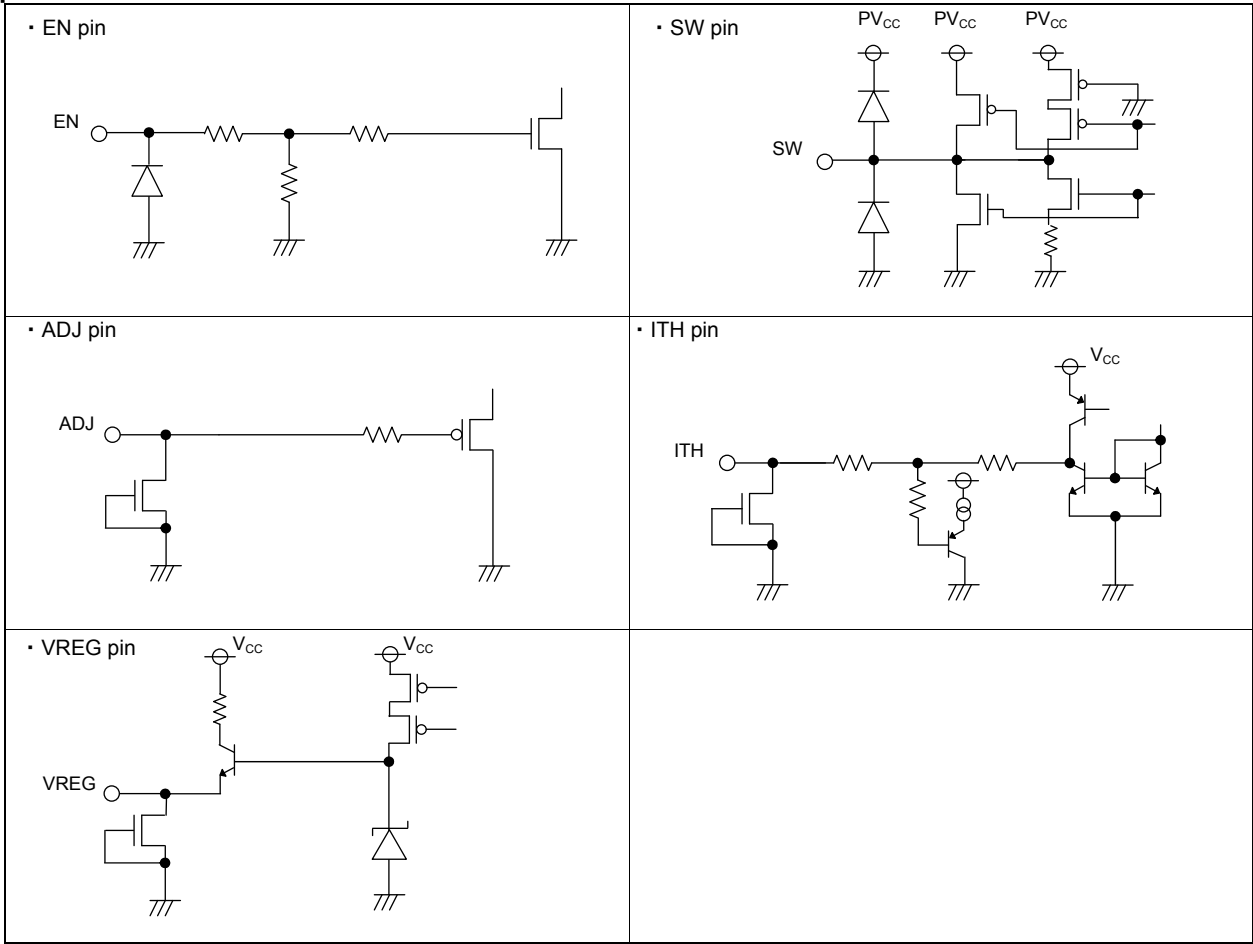 ・EN pin
EN
・SW pin
PVCC PVCC PVCC
SW
・ADJ pin
ADJ
・ITH pin
VCC
ITH
・VREG pin
VCC VCC
VREG